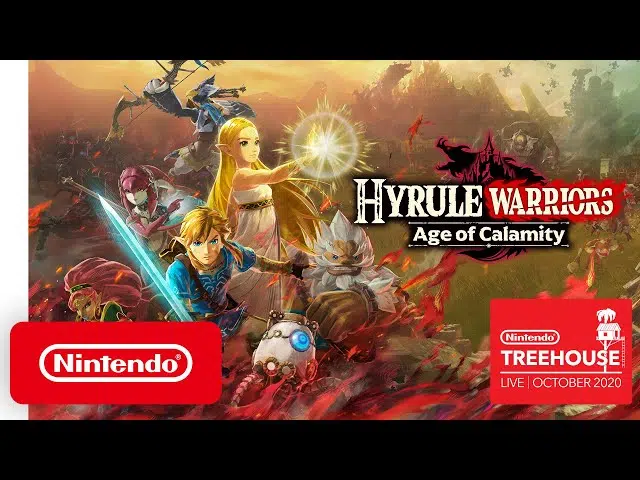 HYRULE WARRIORS
Age of Calamity
Nintendo
Nintendo
TREEHOUSE
LIVE | OCTOBER 2020